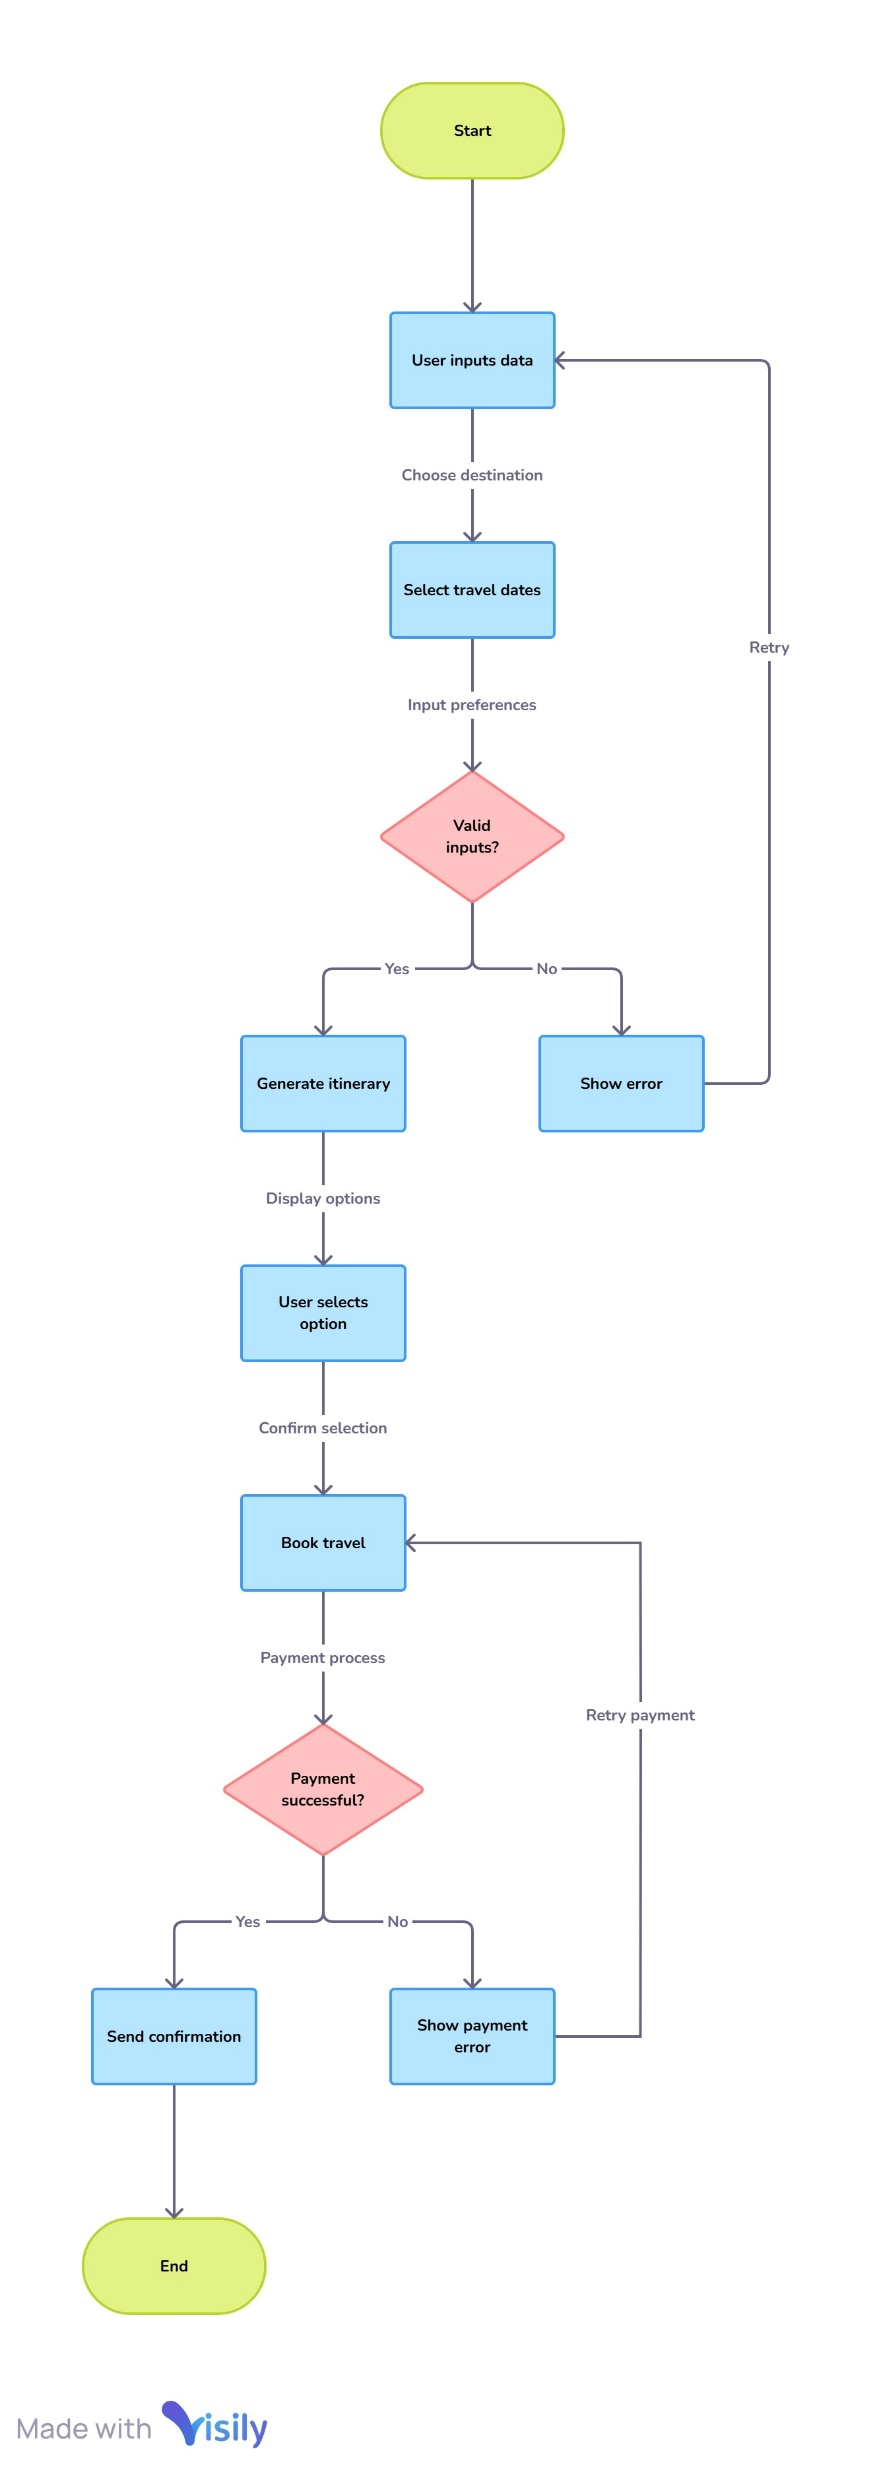 Start
User inputs data
Choose destination
Select travel dates
Retry
Input preferences
Valid
inputs?
Yes
No
Generate itinerary
Show error
Display options
User selects
option
Confirm selection
Book travel
Payment process
Retry payment
Payment
successful?
Yes
No
Send confirmation
Show payment
error
End
Made with Visily